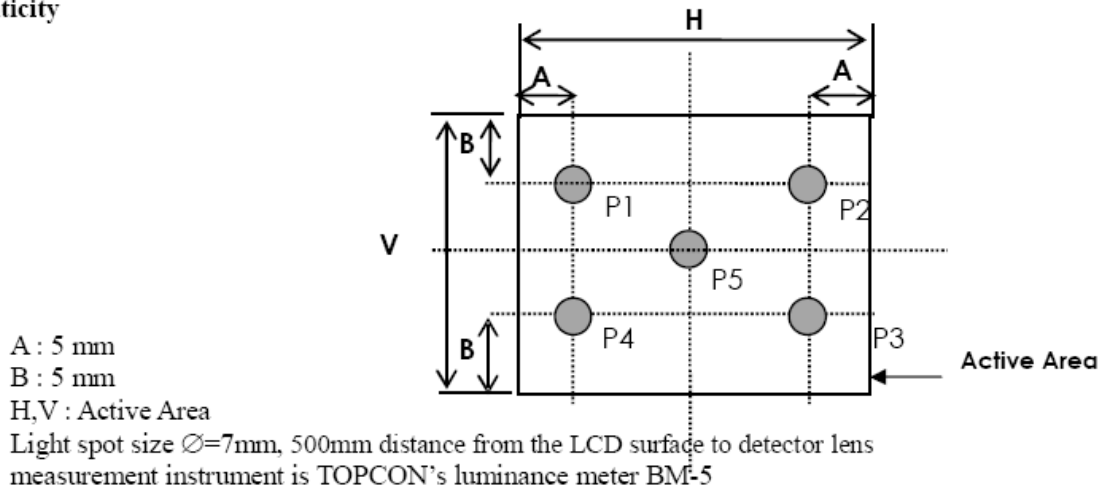 ticity
H
A
A
B
P1
P2
V
P5
B
P4
P3
Active Area
A : 5 mm
B : 5 mm
H,V : Active Area
Light spot size ∅=7mm, 500mm distance from the LCD surface to detector lens
measurement instrument is TOPCON's luminance meter BM-5